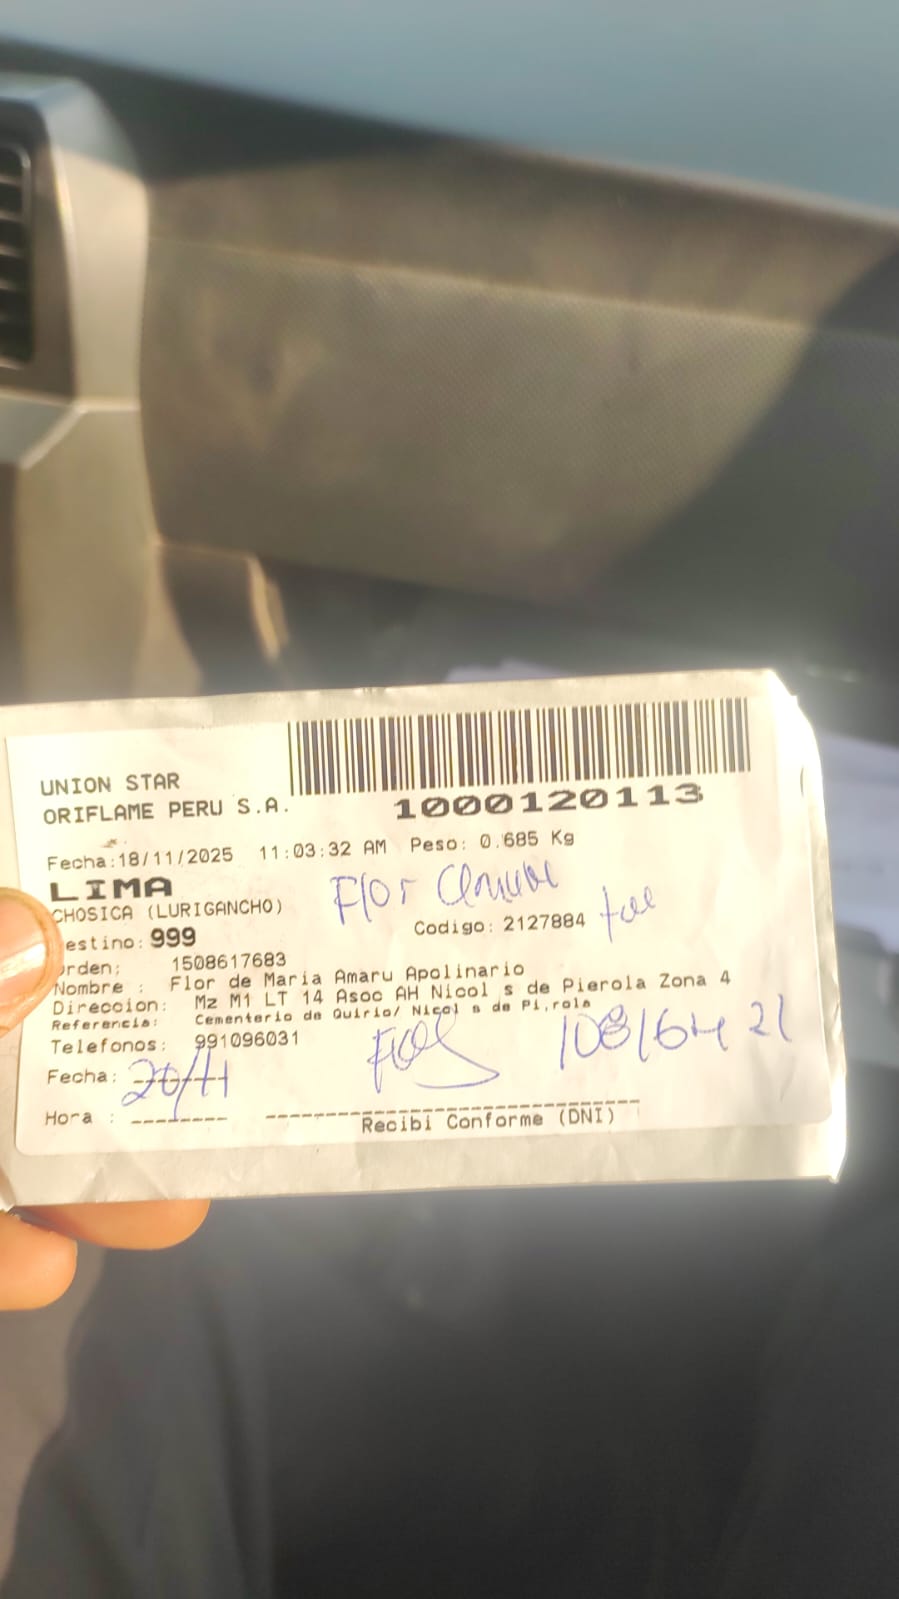 UNION STAR
ORIFLAME PERU S.A.
1000120113
Fecha:18/11/2025 11:03:32 AM Peso: 0.685 Kg
LIMA
Flor
CHOSICA (LURIGANCHO)
Codigo: 2127884
estino: 999
rden: 1508617683
Nombre : Flor de Maria Amaru Apolinario
Direccion: Mz M1 LT 14 Asoc AH Nicol s de Pierola Zona 4
Referencia: Cementerio de Quirio/ Nicol s de Pi,rola
Telefonos: 991096031
Fecha: 20/11
Hora : --------
Recibi Conforme (DNI)